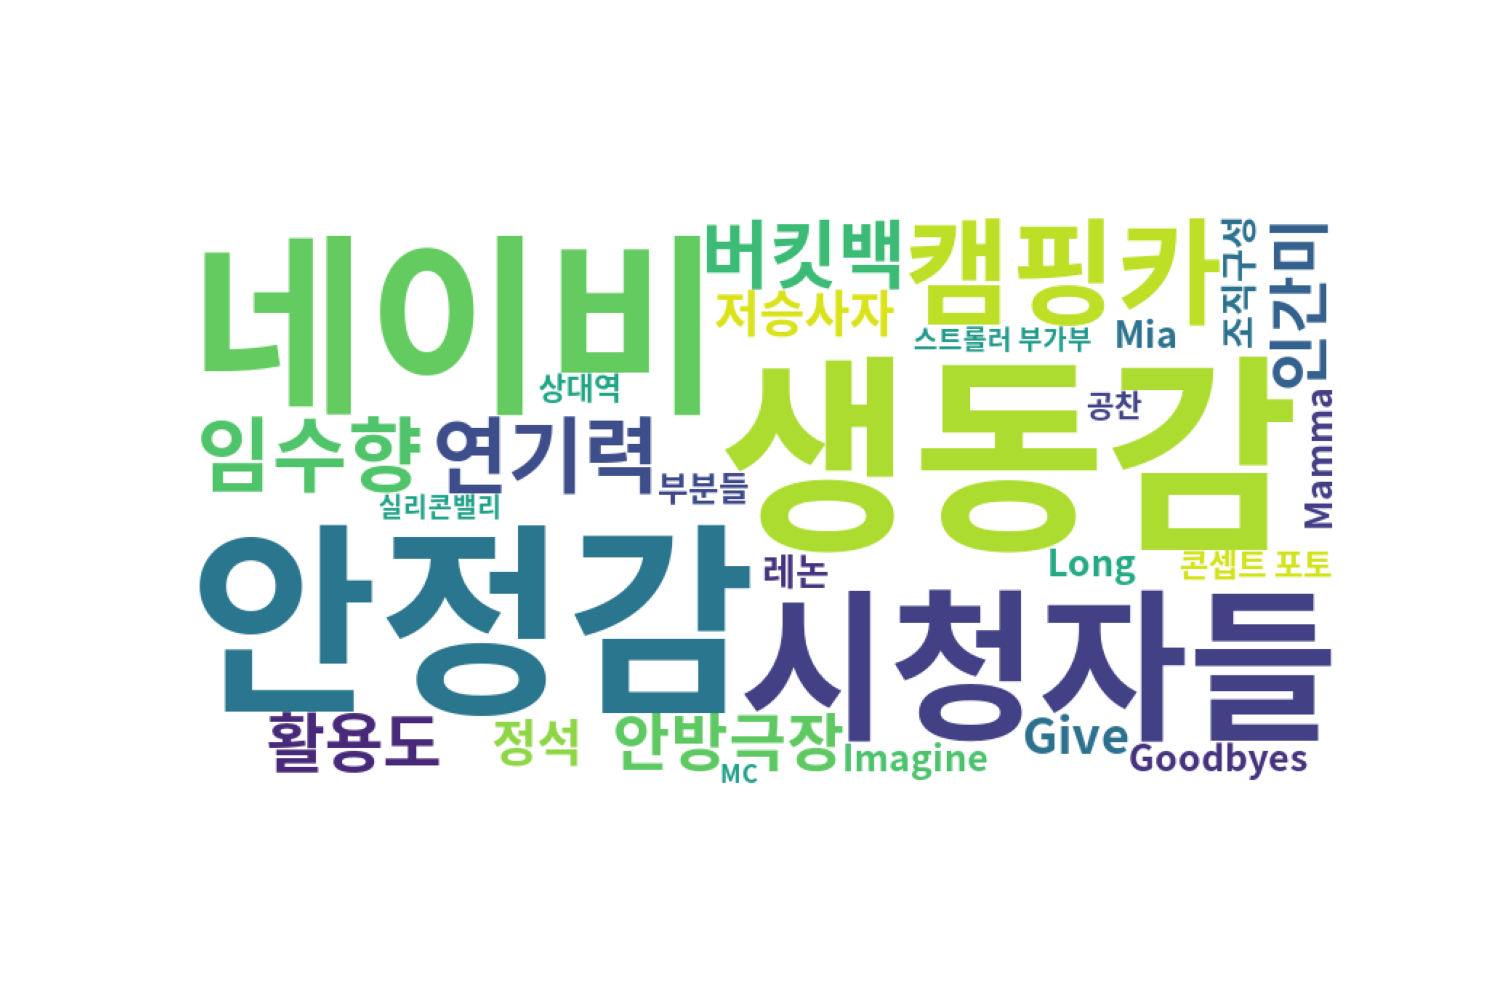 네이비
버킷백
캠핑카
조직구성
인간미
저승사자
스트롤러 부가부
Mia
상대역
생동감
공찬
Mamma
임수향
연기력
부분들
실리콘밸리
안정감
레논
Long
콘셉트 포토
시청자들
활용도
정석
안방극장
MC
Imagine
Give
Goodbyes